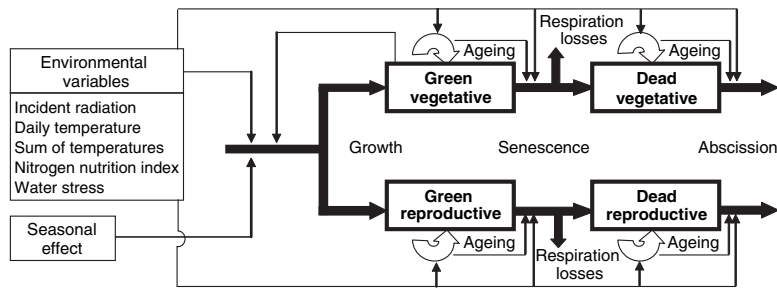 Environmental
variables
Incident radiation
Daily temperature
Sum of temperatures
Nitrogen nutrition index
Water stress
Seasonal
effect
Growth
Green
vegetative
Ageing
Respiration
losses
Dead
vegetative
Ageing
Senescence
Abscission
Green
reproductive
Ageing
Respiration
losses
Dead
reproductive
Ageing